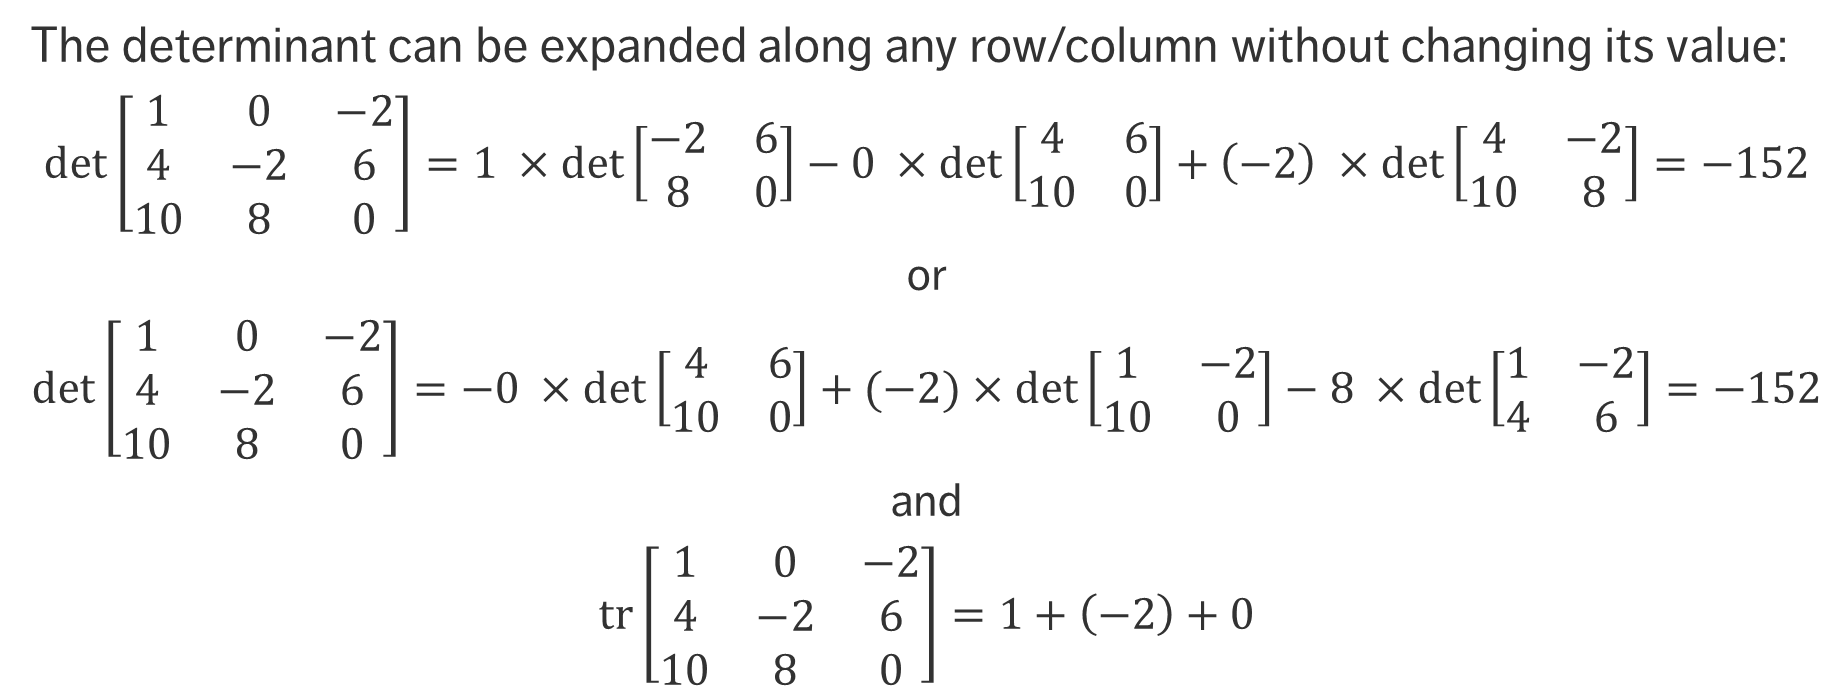 The determinant can be expanded along any row/column without changing its value:
det [1 0 −2; 4 −2 6; 10 8 0] = 1 × det [−2 6; 8 0] − 0 × det [4 6; 10 0] + (−2) × det [4 −2; 10 8] = −152
or
det [1 0 −2; 4 −2 6; 10 8 0] = −0 × det [4 6; 10 0] + (−2) × det [1 −2; 10 0] − 8 × det [1 −2; 4 6] = −152
and
tr [1 0 −2; 4 −2 6; 10 8 0] = 1 + (−2) + 0